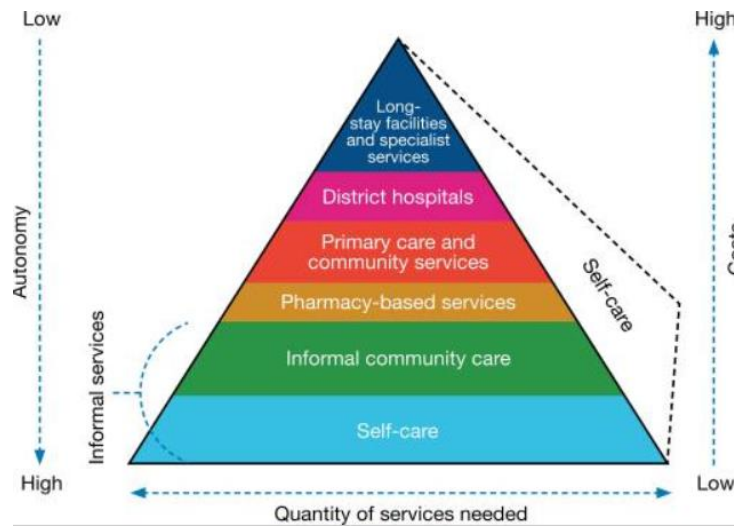 Low
High
Long-
stay facilities
and specialist
services
District hospitals
Primary care and
community services
Pharmacy-based services
Informal community care
Self-care
Self-care
Autonomy
Informal services
High
Low
Quantity of services needed